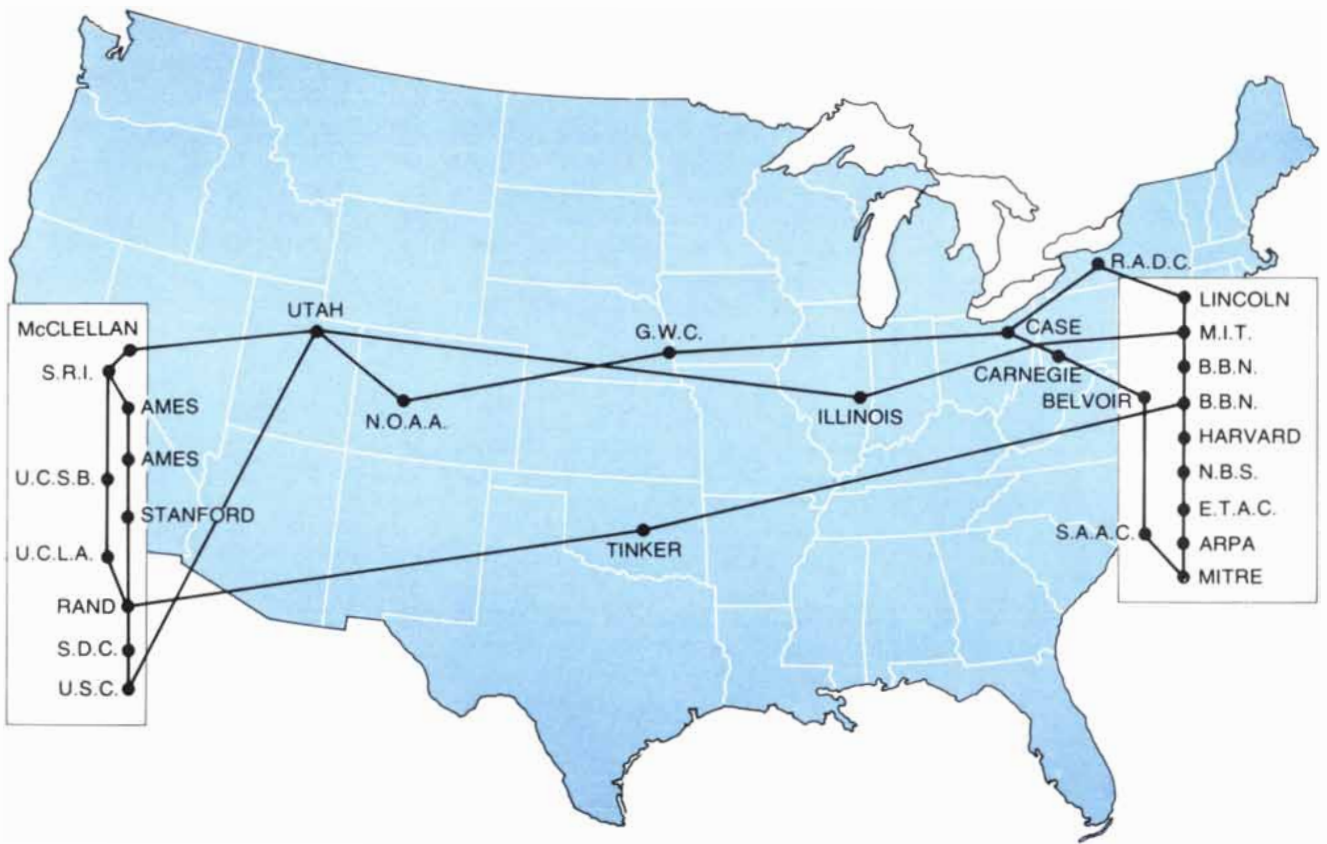 McCLELLAN
S.R.I.
AMES
AMES
U.C.S.B.
STANFORD
U.C.L.A.
RAND
S.D.C.
U.S.C.
UTAH
N.O.A.A.
G.W.C.
TINKER
ILLINOIS
CASE
CARNEGIE
BELVOIR
S.A.A.C.
R.A.D.C.
LINCOLN
M.I.T.
B.B.N.
B.B.N.
HARVARD
N.B.S.
E.T.A.C.
ARPA
MITRE